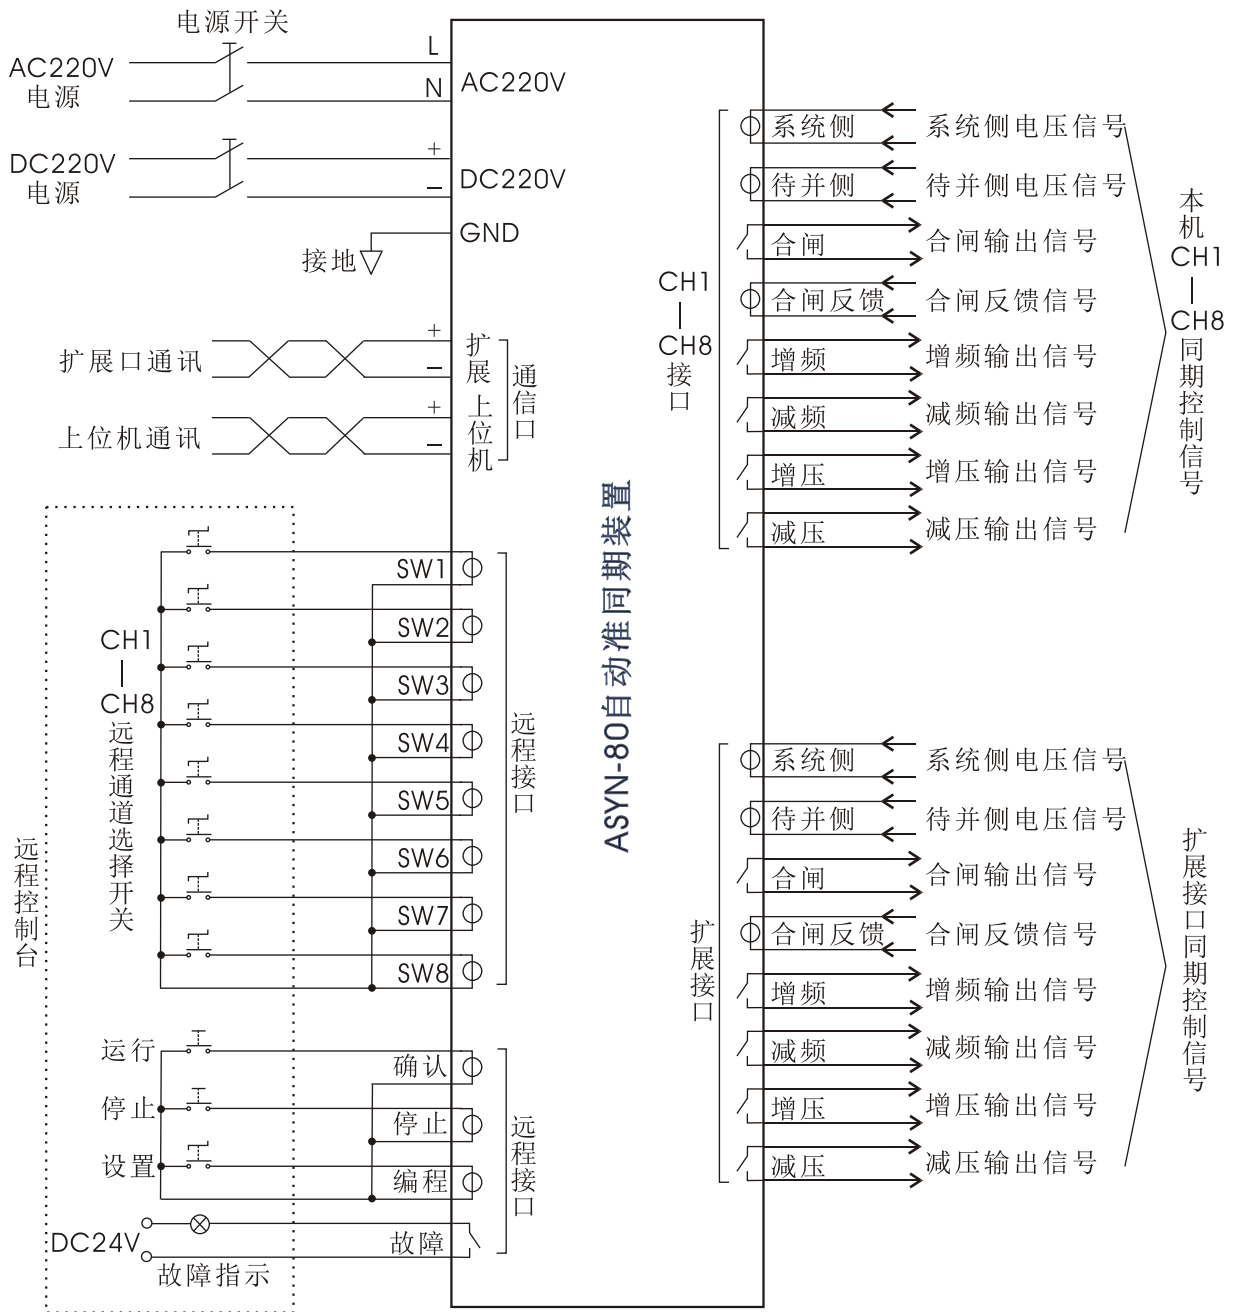 电源开关
AC220V
电源
L
N
AC220V
DC220V
电源
+
−
DC220V
接地
GND
扩展口通讯
+
−
扩展
上位机通讯
+
−
上位机
通信口
CH1
|
CH8
远程通道选择开关
SW1
SW2
SW3
SW4
SW5
SW6
SW7
SW8
远程接口
远程控制台
运行
停止
设置
确认
停止
编程
故障
远程接口
DC24V
故障指示
ASYN-80自动准同期装置
CH1
|
CH8
接口
系统侧
系统侧电压信号
待并侧
待并侧电压信号
合闸
合闸输出信号
合闸反馈
合闸反馈信号
增频
增频输出信号
减频
减频输出信号
增压
增压输出信号
减压
减压输出信号
本机
CH1
|
CH8
同期控制信号
扩展接口
系统侧
系统侧电压信号
待并侧
待并侧电压信号
合闸
合闸输出信号
合闸反馈
合闸反馈信号
增频
增频输出信号
减频
减频输出信号
增压
增压输出信号
减压
减压输出信号
扩展接口同期控制信号